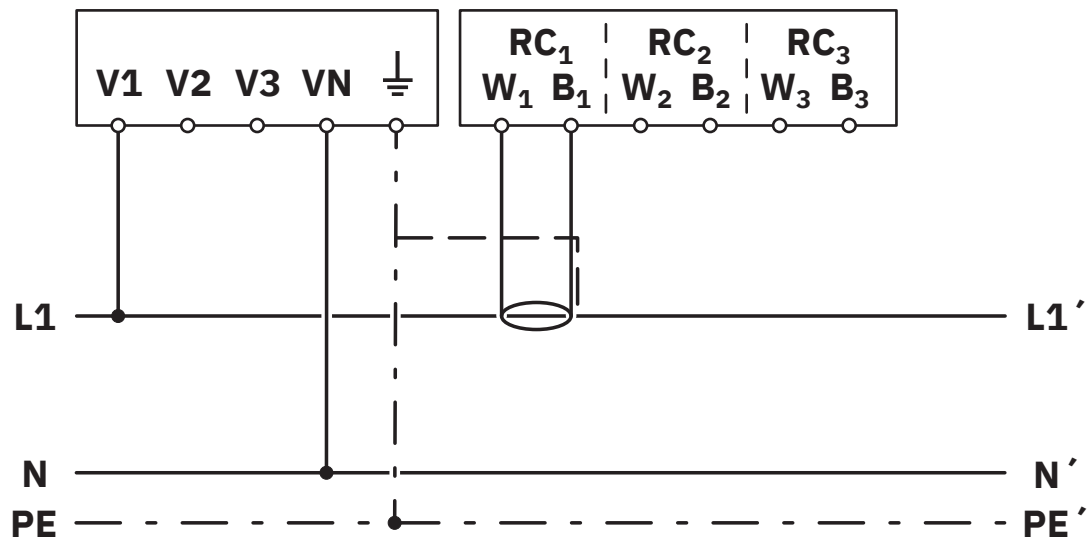 RC₁ RC₂ RC₃
V1 V2 V3 VN W₁ B₁ W₂ B₂ W₃ B₃
L1 L1´
N N´
PE PE´